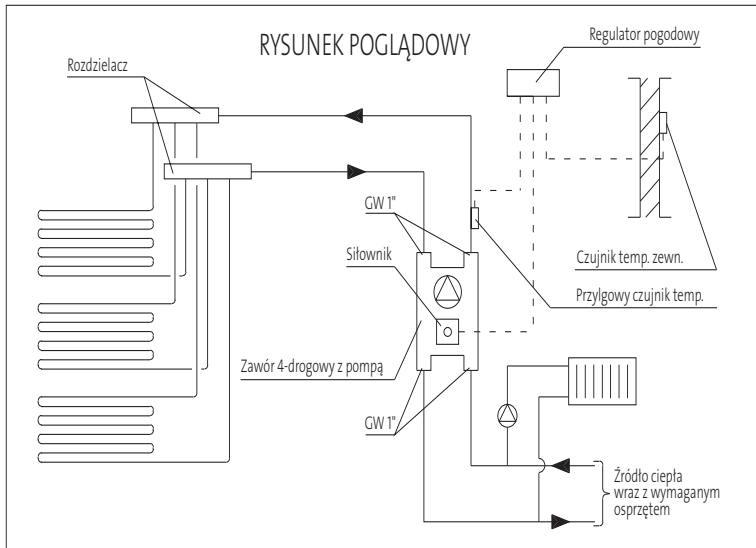 RYSUNEK POGLĄDOWY
Regulator pogodowy
Rozdzielacz
GW 1"
Siłownik
Czujnik temp. zewn.
Przylgowy czujnik temp.
Zawór 4-drogowy z pompą
GW 1"
Źródło ciepła
wraz z wymaganym
osprzętem